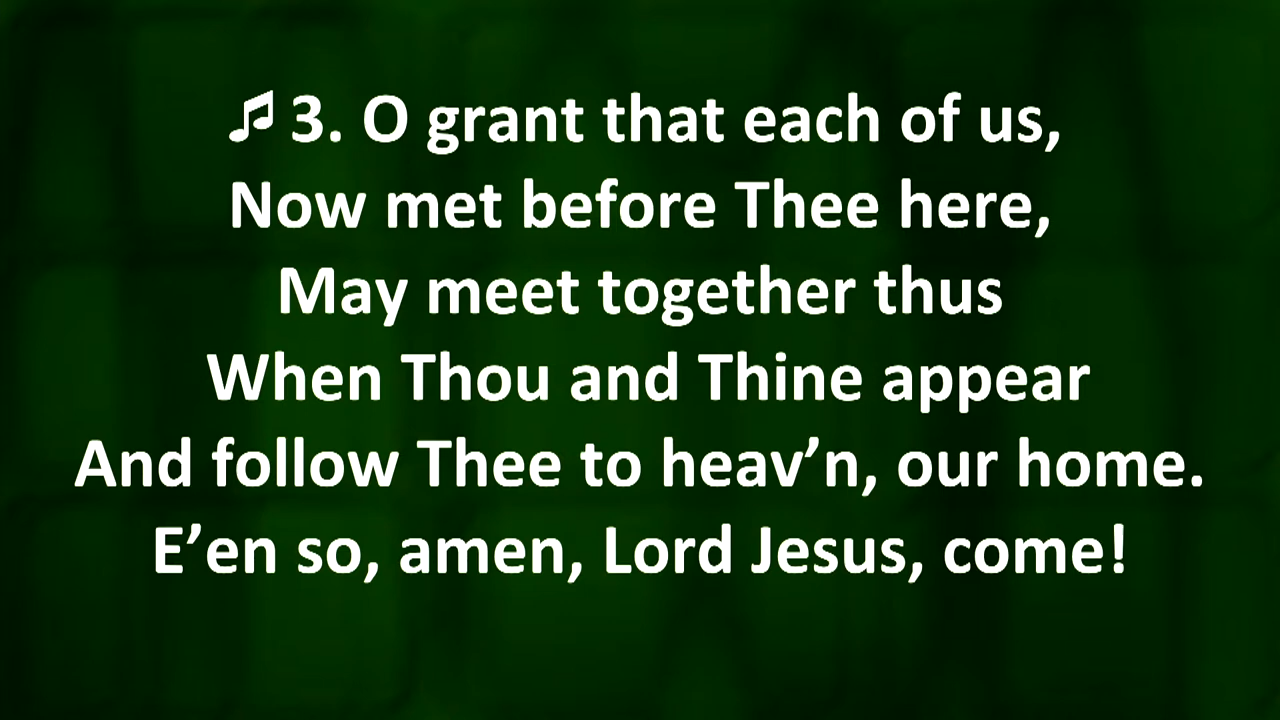 ♫ 3. O grant that each of us,
Now met before Thee here,
May meet together thus
When Thou and Thine appear
And follow Thee to heav’n, our home.
E’en so, amen, Lord Jesus, come!